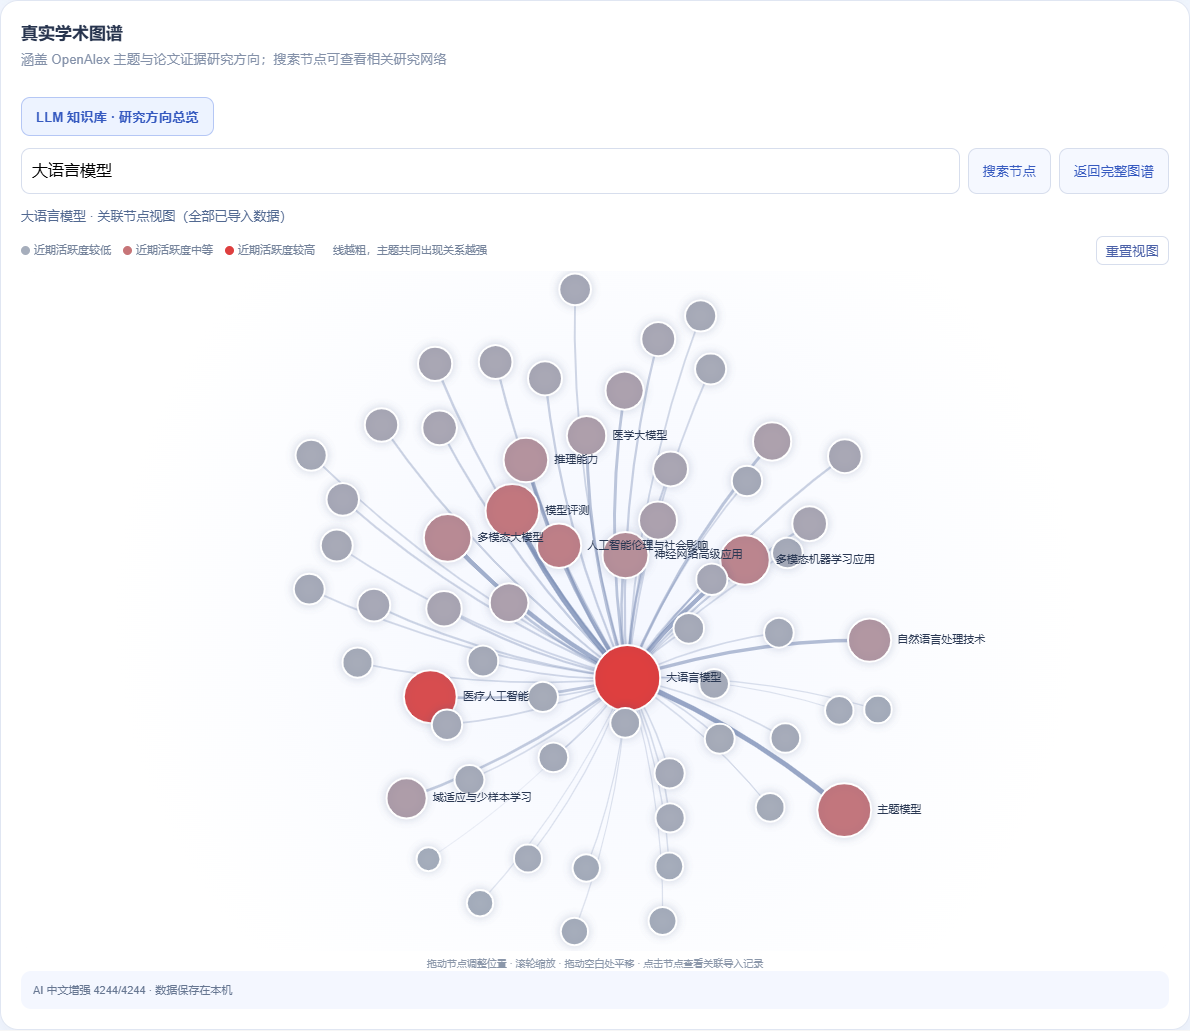 真实学术图谱
涵盖 OpenAlex 主题与论文证据研究方向；搜索节点可查看相关研究网络
LLM 知识库 · 研究方向总览
大语言模型
搜索节点
返回完整图谱
大语言模型 · 关联节点视图（全部已导入数据）
近期活跃度较低
近期活跃度中等
近期活跃度较高
线越粗，主题共同出现关系越强
重置视图
医学大模型
推理能力
模型评测
多模态大模型
人工智能伦理与社会影响
神经网络高级应用
多模态机器学习应用
自然语言处理技术
大语言模型
医疗人工智能
域适应与少样本学习
主题模型
拖动节点调整位置 · 滚轮缩放 · 拖动空白处平移 · 点击节点查看关联导入记录
AI 中文增强 4244/4244 · 数据保存在本机